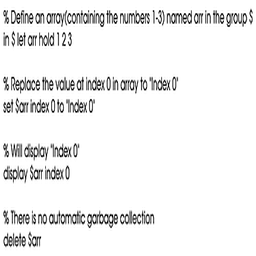 % Define an array(containing the numbers 1-3) named arr in the group $
in $ let arr hold 1 2 3
% Replace the value at index 0 in array to "Index 0"
set $arr index 0 to "Index 0"
% Will display "Index 0"
display $arr index 0
% There is no automatic garbage collection
delete $arr